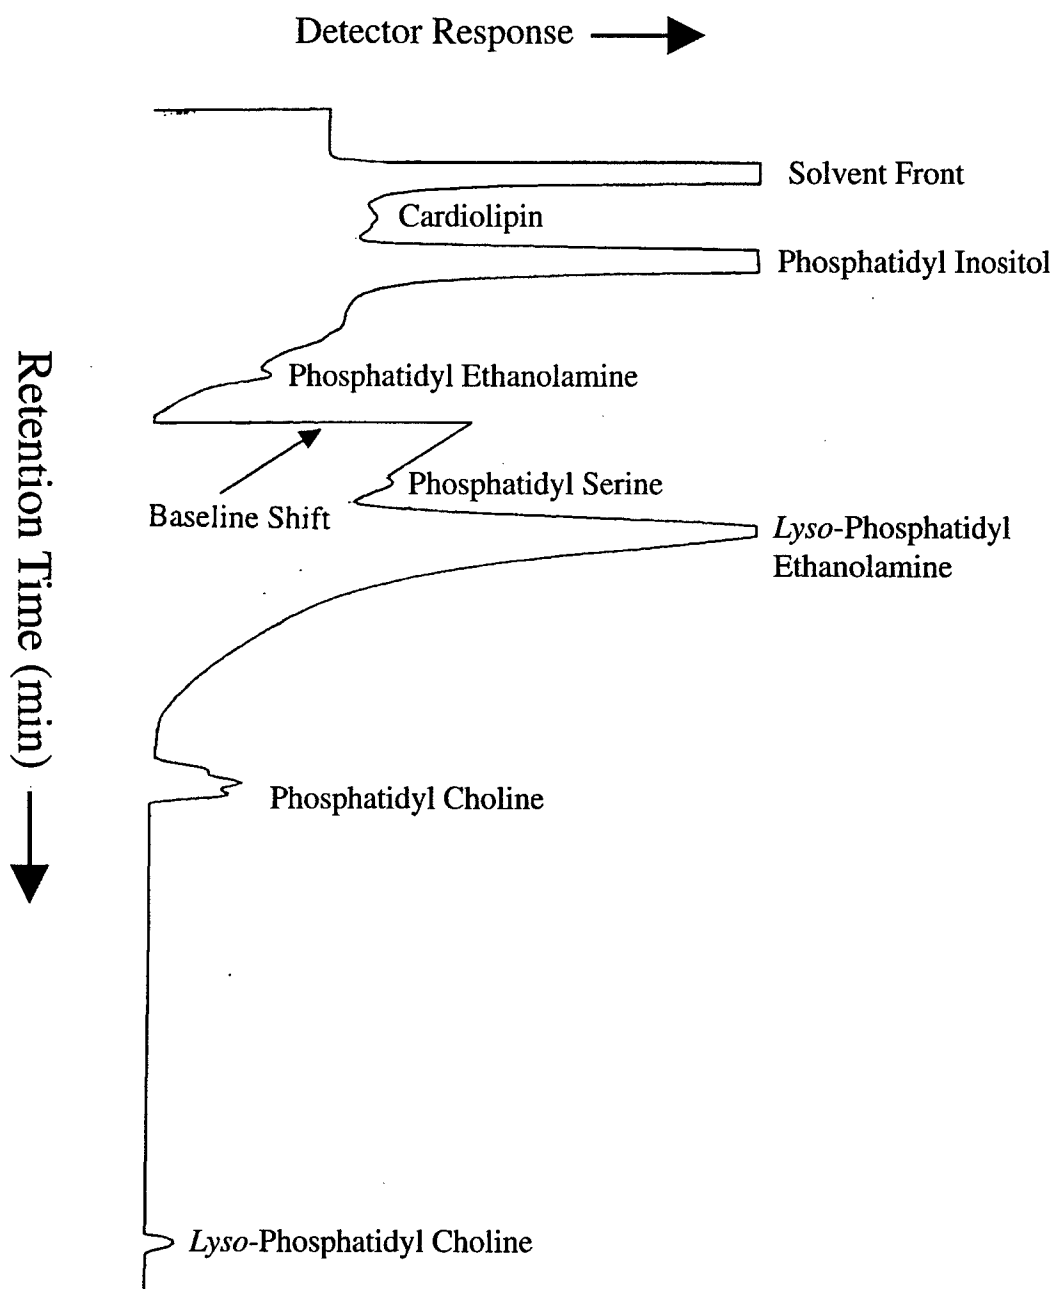 Detector Response
Solvent Front
Cardiolipin
Phosphatidyl Inositol
Phosphatidyl Ethanolamine
Phosphatidyl Serine
Baseline Shift
Lyso-Phosphatidyl
Ethanolamine
Retention Time (min)
Phosphatidyl Choline
Lyso-Phosphatidyl Choline